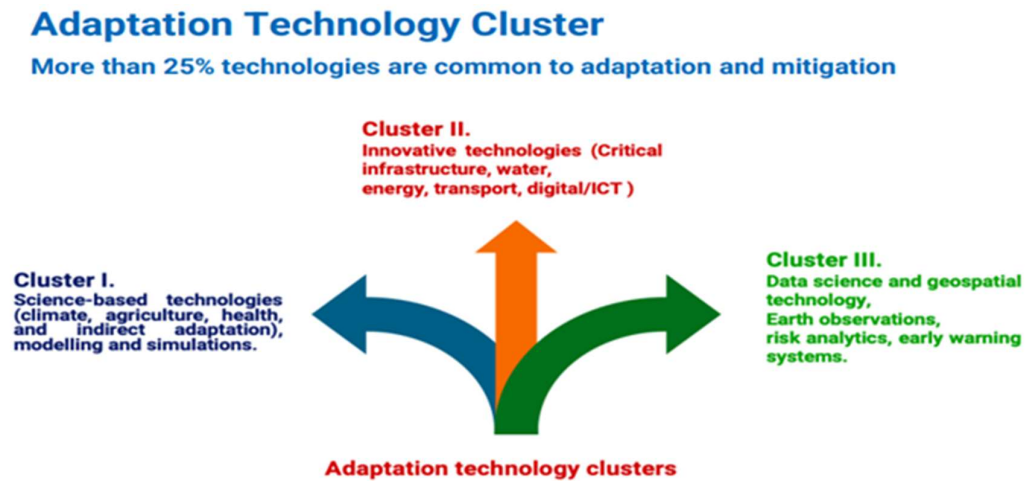 Adaptation Technology Cluster
More than 25% technologies are common to adaptation and mitigation
Cluster II.
Innovative technologies (Critical
infrastructure, water,
energy, transport, digital/ICT )
Cluster I.
Science-based technologies
(climate, agriculture, health,
and indirect adaptation),
modelling and simulations.
Cluster III.
Data science and geospatial
technology,
Earth observations,
risk analytics, early warning
systems.
Adaptation technology clusters